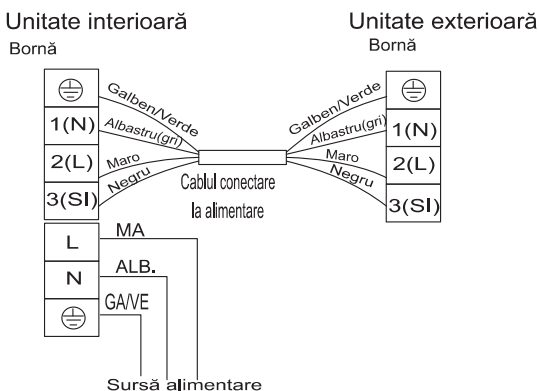 Unitate interioară
Bornă
Unitate exterioară
Bornă
Galben/Verde
1(N)
Albastru(gri)
2(L)
Maro
3(SI)
Negru
Cablul conectare
la alimentare
Galben/Verde
Albastru(gri)
1(N)
Maro
2(L)
Negru
3(SI)
L
MA
N
ALB.
GA/VE
Sursă alimentare